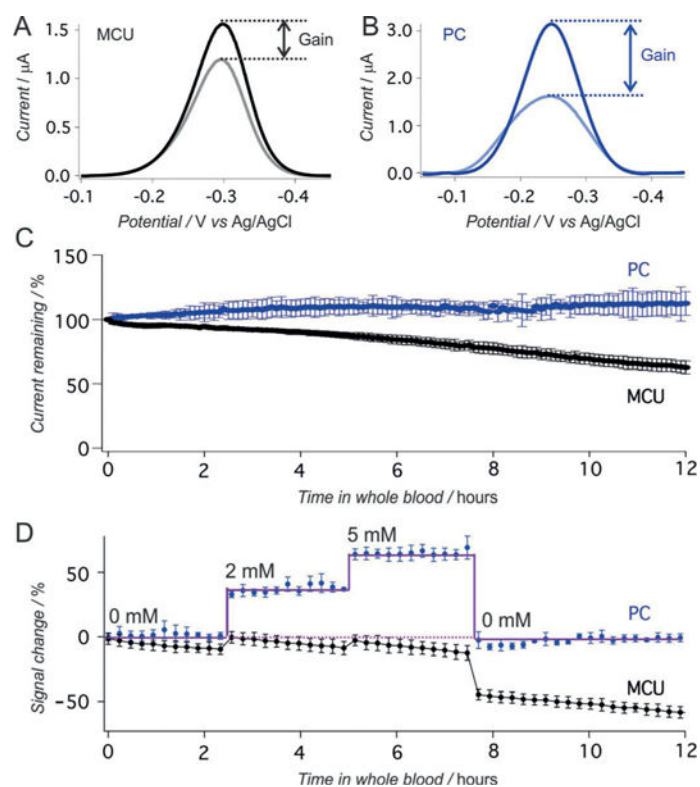 A
MCU
Gain
1.5
1.0
0.5
0.0
Current / μA
-0.1 -0.2 -0.3 -0.4
Potential / V vs Ag/AgCl
B
PC
Gain
3.0
2.0
1.0
0.0
Current / μA
-0.1 -0.2 -0.3 -0.4
Potential / V vs Ag/AgCl
C
150
100
50
0
Current remaining / %
PC
MCU
0 2 4 6 8 10 12
Time in whole blood / hours
D
50
0
-50
Signal change / %
0 mM
2 mM
5 mM
0 mM
PC
MCU
0 2 4 6 8 10 12
Time in whole blood / hours